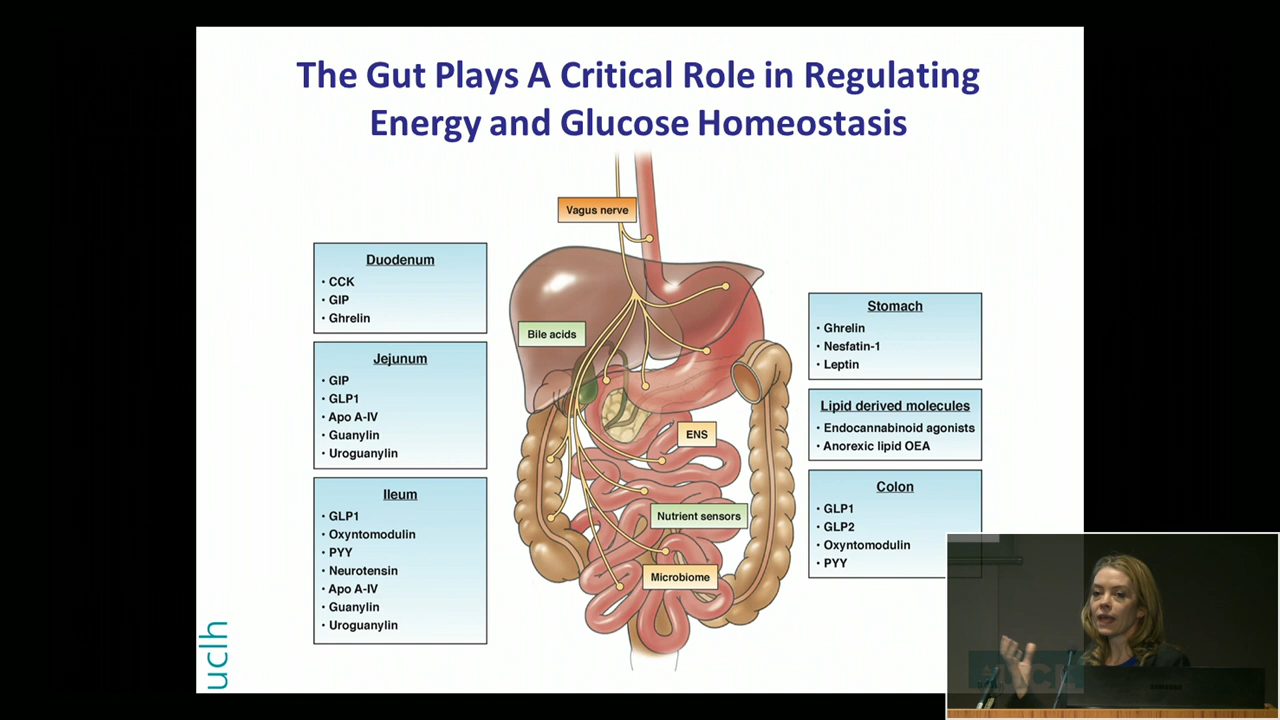 The Gut Plays A Critical Role in Regulating
Energy and Glucose Homeostasis
Vagus nerve
Duodenum
• CCK
• GIP
• Ghrelin
Jejunum
• GIP
• GLP1
• Apo A-IV
• Guanylin
• Uroguanylin
Ileum
• GLP1
• Oxyntomodulin
• PYY
• Neurotensin
• Apo A-IV
• Guanylin
• Uroguanylin
Bile acids
ENS
Nutrient sensors
Microbiome
Stomach
• Ghrelin
• Nesfatin-1
• Leptin
Lipid derived molecules
• Endocannabinoid agonists
• Anorexic lipid OEA
Colon
• GLP1
• GLP2
• Oxyntomodulin
• PYY
uclh